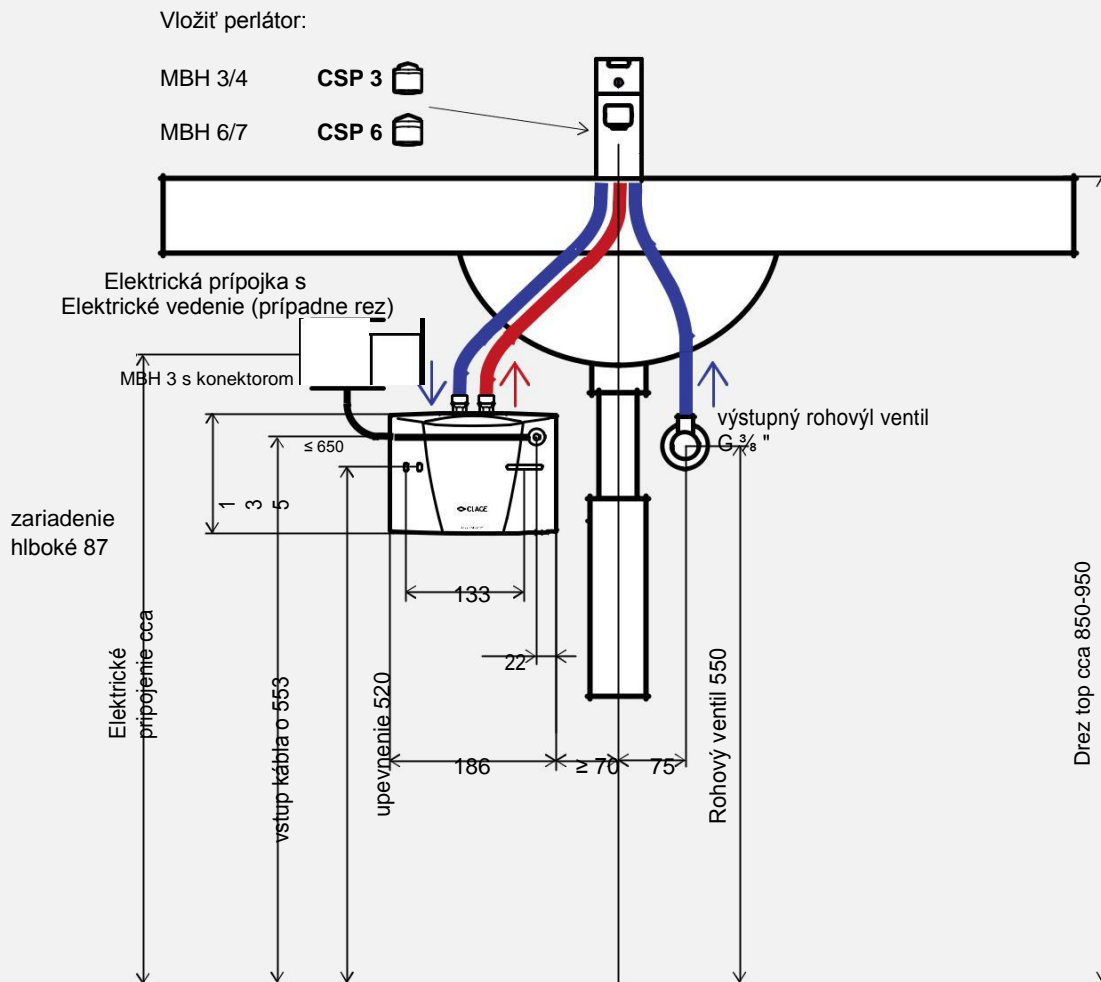 Vložiť perlátor:
MBH 3/4 CSP 3
MBH 6/7 CSP 6
Elektrická prípojka s
Elektrické vedenie (prípadne rez)
MBH 3 s konektorom
≤ 650
výstupný rohovýl ventil
G ⅜ "
1 3 5
CLAGE
zariadenie
hlboké 87
133
22
186
≥ 70
75
Elektrické
pripojenie cca
vstup kábla o 553
upevnenie 520
Rohový ventil 550
Drez top cca 850-950